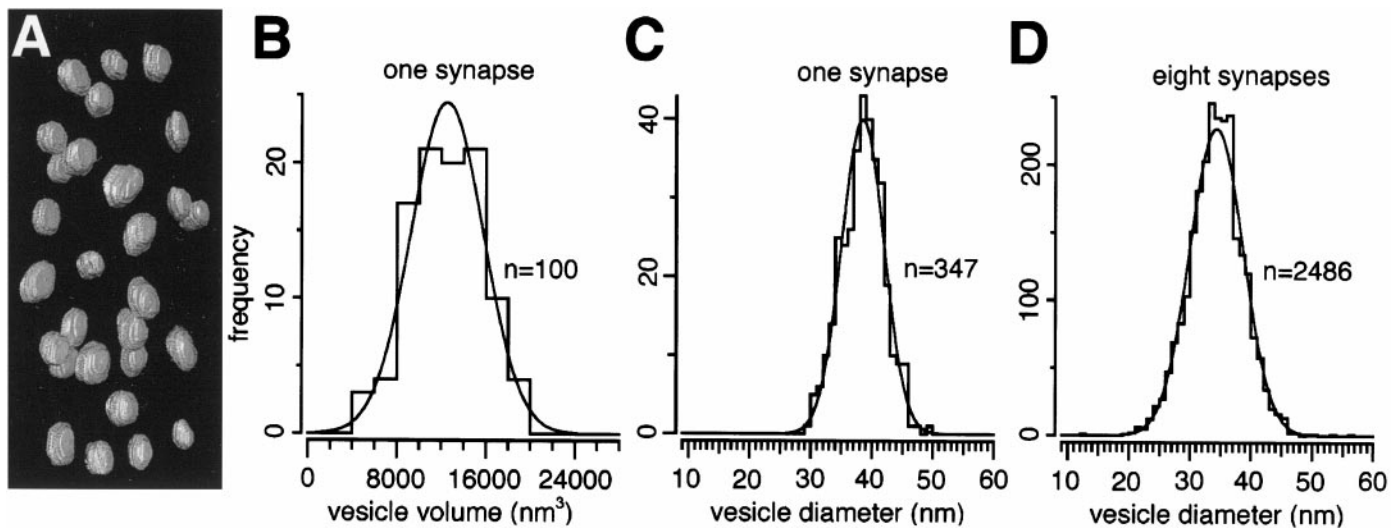 A
B
one synapse
frequency
20
10
0
n=100
0 8000 16000 24000
vesicle volume (nm³)
C
one synapse
40
20
0
n=347
10 20 30 40 50 60
vesicle diameter (nm)
D
eight synapses
200
100
0
n=2486
10 20 30 40 50 60
vesicle diameter (nm)